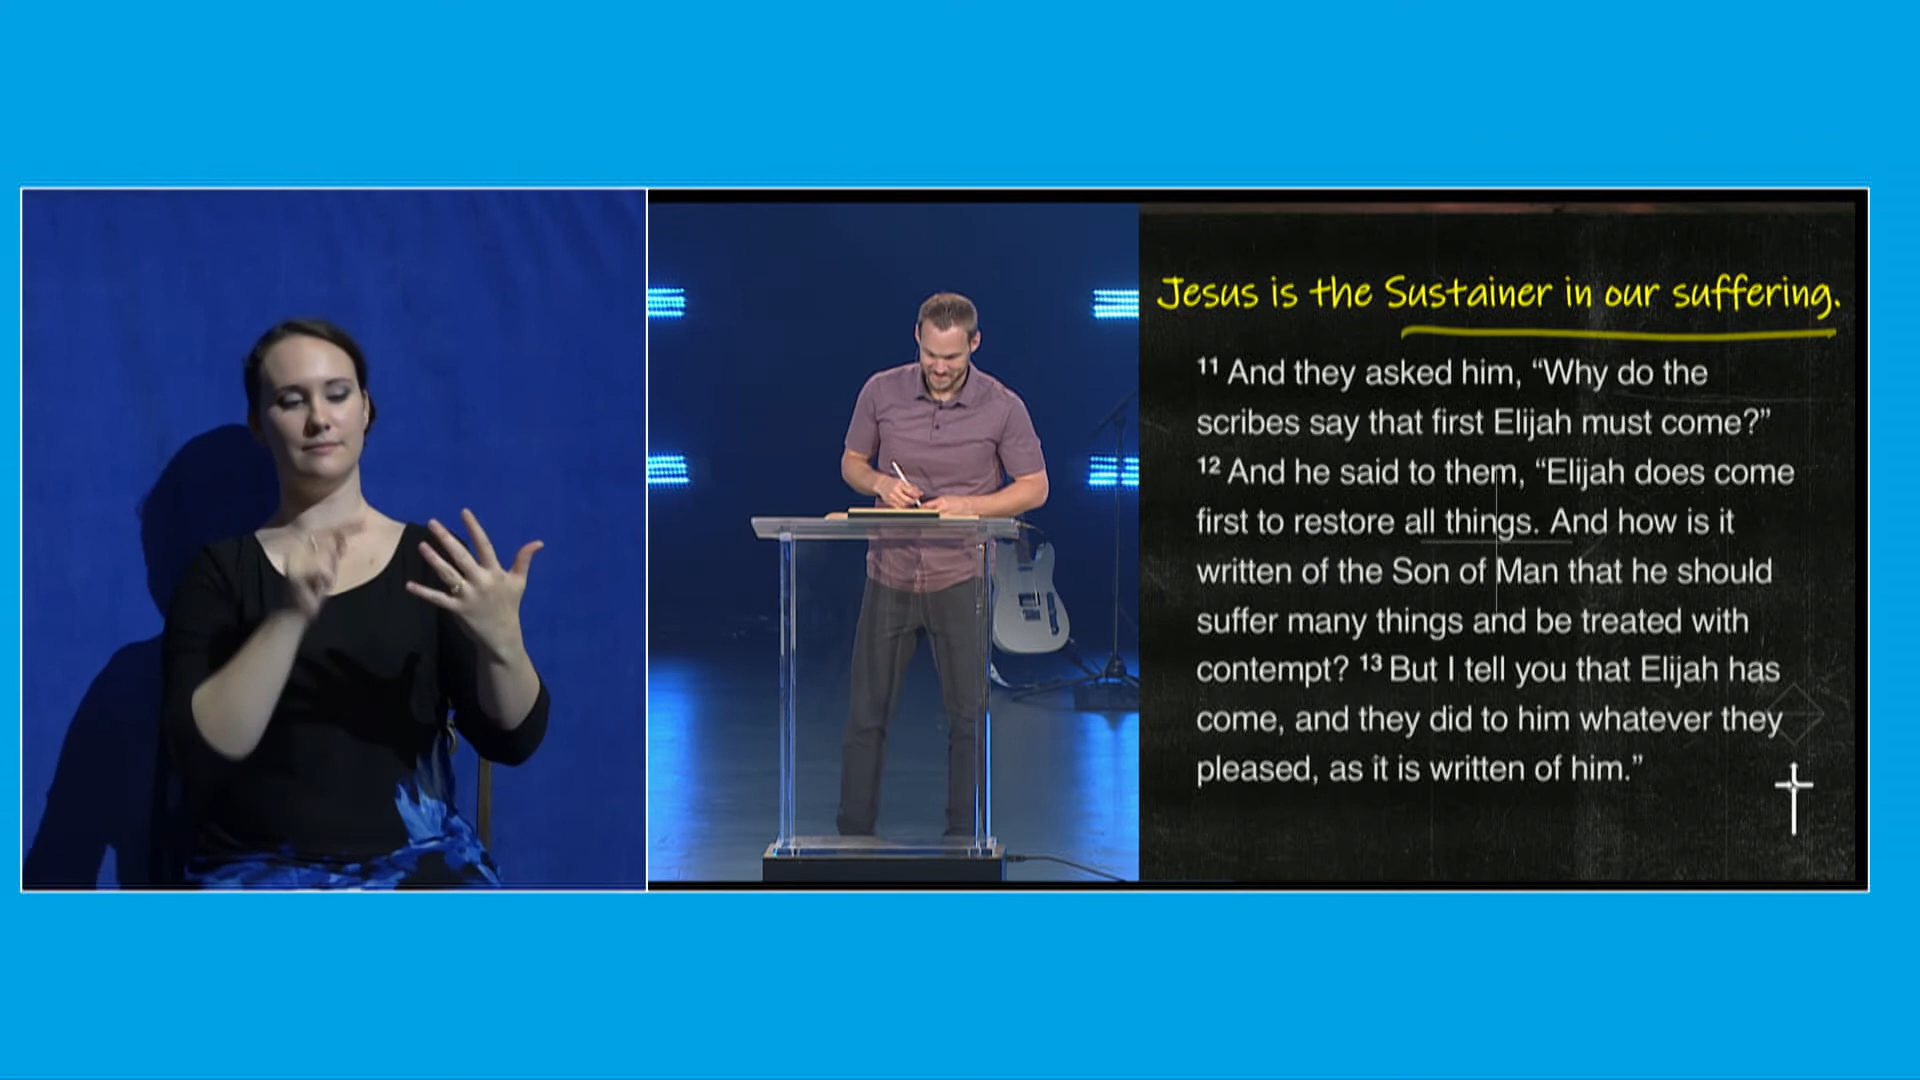 Jesus is the Sustainer in our suffering.
11 And they asked him, “Why do the
scribes say that first Elijah must come?”
12 And he said to them, “Elijah does come
first to restore all things. And how is it
written of the Son of Man that he should
suffer many things and be treated with
contempt? 13 But I tell you that Elijah has
come, and they did to him whatever they
pleased, as it is written of him.”